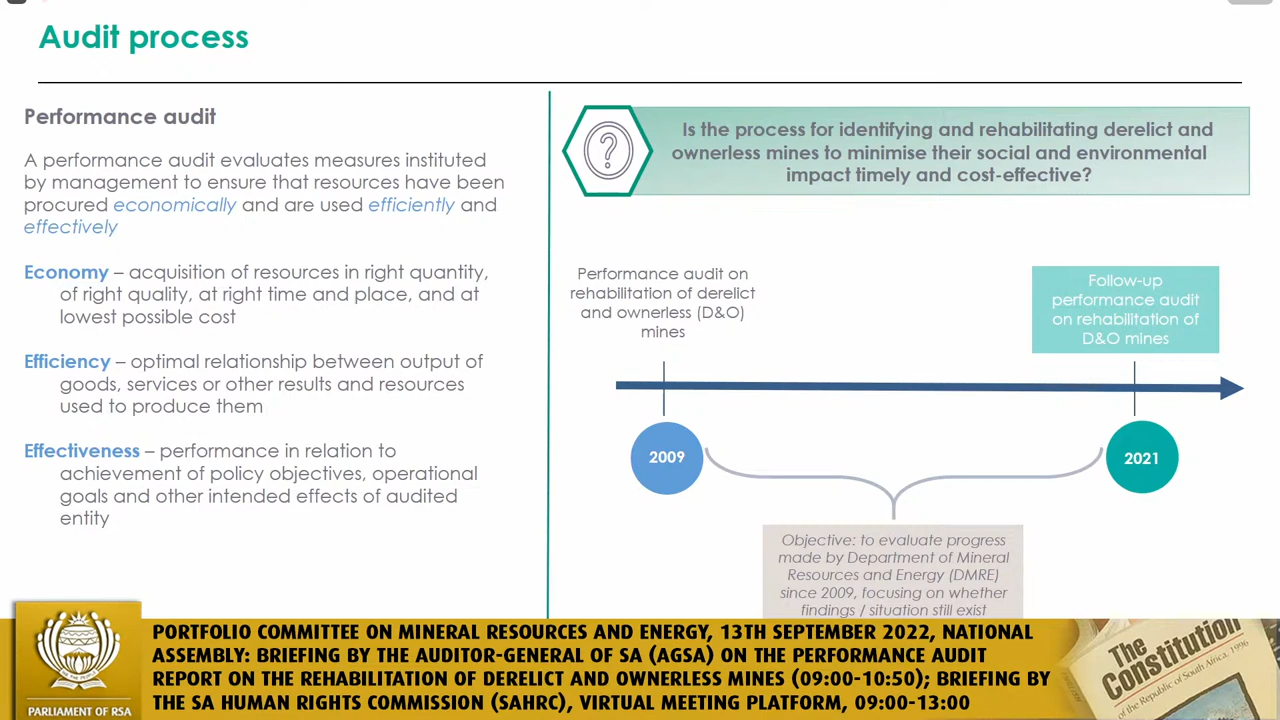 Audit process
Performance audit
A performance audit evaluates measures instituted
by management to ensure that resources have been
procured economically and are used efficiently and
effectively
Economy – acquisition of resources in right quantity,
of right quality, at right time and place, and at
lowest possible cost
Efficiency – optimal relationship between output of
goods, services or other results and resources
used to produce them
Effectiveness – performance in relation to
achievement of policy objectives, operational
goals and other intended effects of audited
entity
?
Is the process for identifying and rehabilitating derelict and
ownerless mines to minimise their social and environmental
impact timely and cost-effective?
Performance audit on
rehabilitation of derelict
and ownerless (D&O)
mines
Follow-up
performance audit
on rehabilitation of
D&O mines
2009
2021
Objective: to evaluate progress
made by Department of Mineral
Resources and Energy (DMRE)
since 2009, focusing on whether
findings / situation still exist
PARLIAMENT OF RSA
PORTFOLIO COMMITTEE ON MINERAL RESOURCES AND ENERGY, 13TH SEPTEMBER 2022, NATIONAL
ASSEMBLY: BRIEFING BY THE AUDITOR-GENERAL OF SA (AGSA) ON THE PERFORMANCE AUDIT
REPORT ON THE REHABILITATION OF DERELICT AND OWNERLESS MINES (09:00-10:50); BRIEFING BY
THE SA HUMAN RIGHTS COMMISSION (SAHRC), VIRTUAL MEETING PLATFORM, 09:00-13:00
The
Constitution
of the Republic of South Africa, 1996